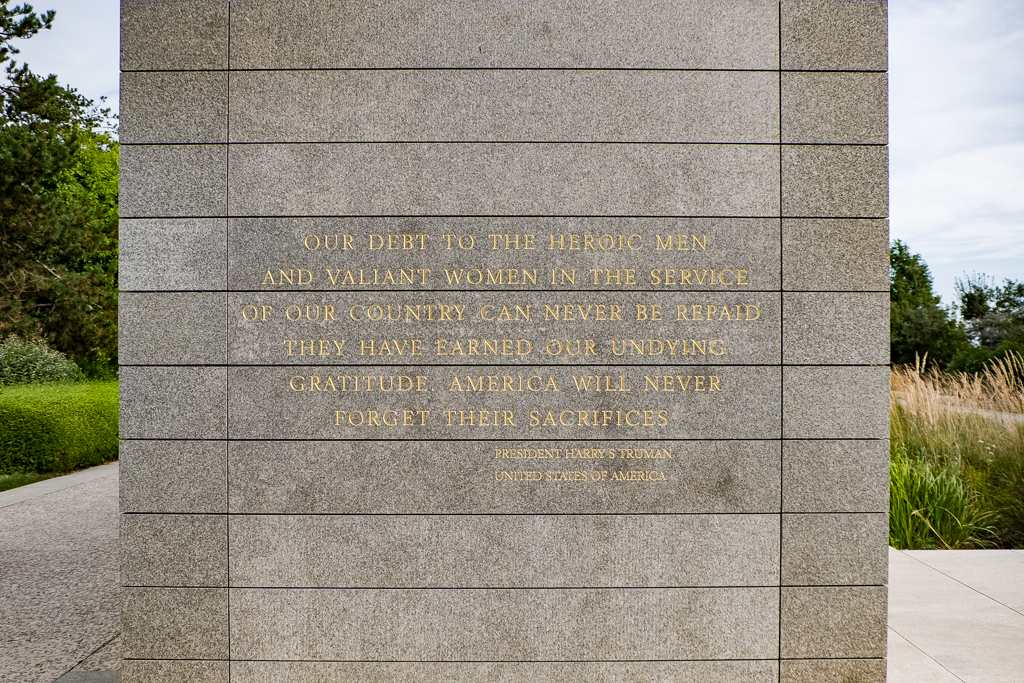 OUR DEBT TO THE HEROIC MEN
AND VALIANT WOMEN IN THE SERVICE
OF OUR COUNTRY CAN NEVER BE REPAID
THEY HAVE EARNED OUR UNDYING
GRATITUDE. AMERICA WILL NEVER
FORGET THEIR SACRIFICES
PRESIDENT HARRY S TRUMAN
UNITED STATES OF AMERICA